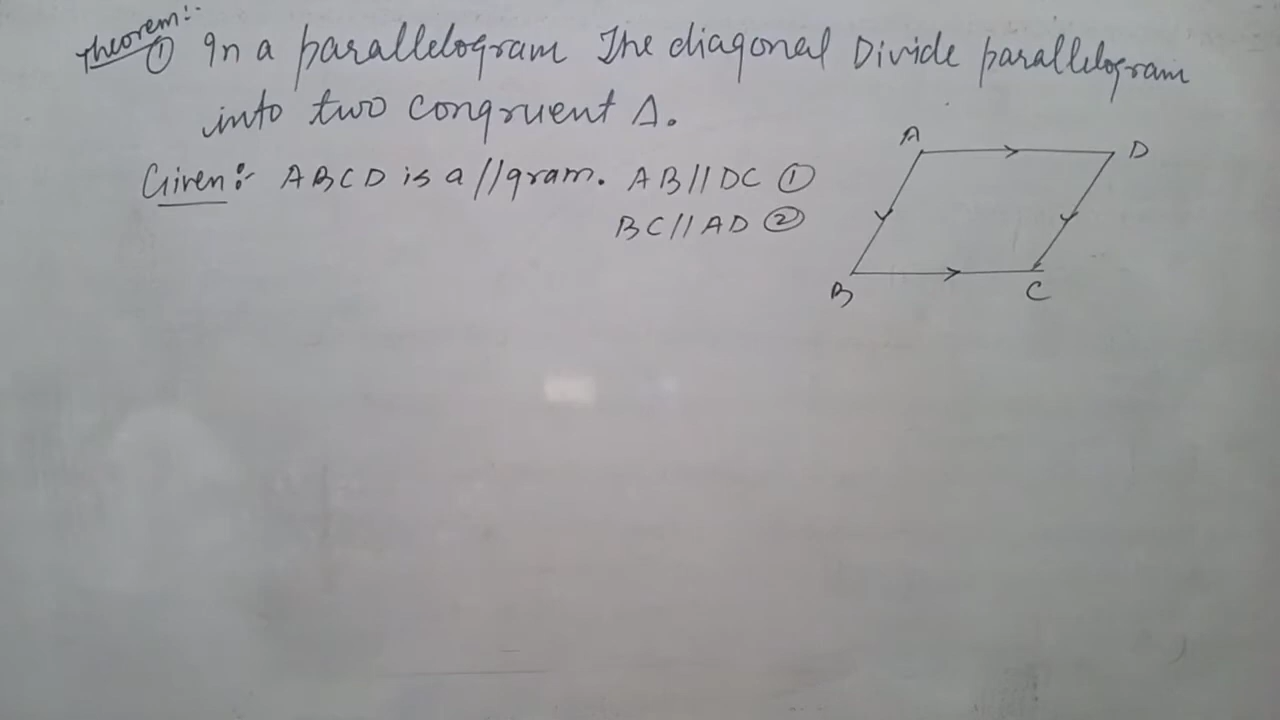 Theorem:-
① In a parallelogram The diagonal Divide parallelogram
into two congruent Δ.
Given:- ABCD is a //gram. AB//DC ①
BC//AD ②
A
D
B
C